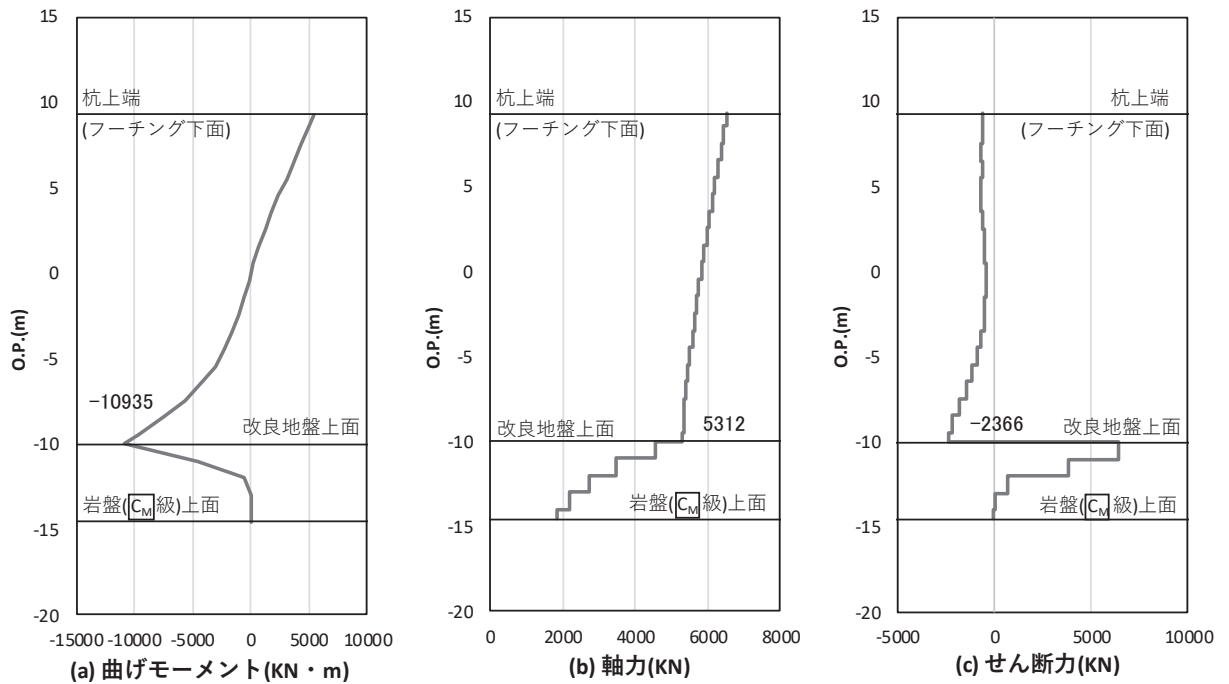 15
10
5
0
-5
-10
-15
-20
O.P.(m)
杭上端
(フーチング下面)
−10935
改良地盤上面
岩盤(CM級)上面
-15000 -10000 -5000 0 5000 10000
(a) 曲げモーメント(KN・m)
15
10
5
0
-5
-10
-15
-20
O.P.(m)
杭上端
(フーチング下面)
改良地盤上面
5312
岩盤(CM級)上面
0 2000 4000 6000 8000
(b) 軸力(KN)
15
10
5
0
-5
-10
-15
-20
O.P.(m)
杭上端
(フーチング下面)
−2366
改良地盤上面
岩盤(CM級)上面
-5000 0 5000 10000
(c) せん断力(KN)